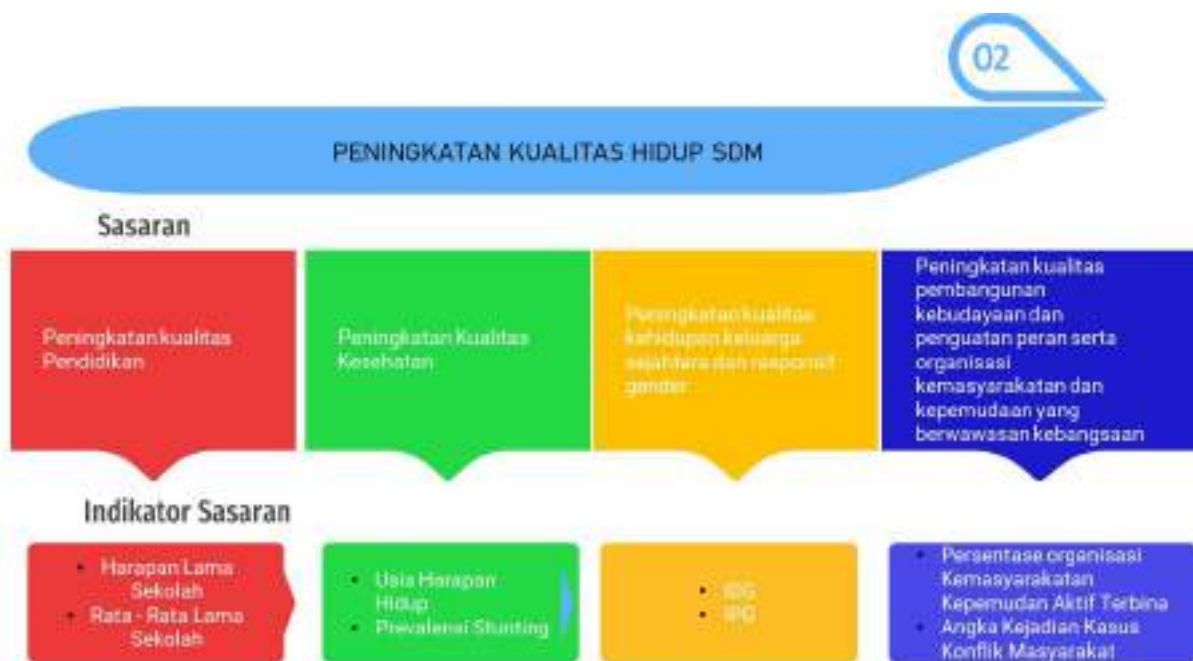 02
PENINGKATAN KUALITAS HIDUP SDM
Sasaran
Peningkatan kualitas
Pendidikan
Peningkatan Kualitas
Kesehatan
Peningkatan kualitas
kehidupan keluarga
sejahtera dan responsif
gender
Peningkatan kualitas
pembangunan
kebudayaan dan
penguatan peran serta
organisasi
kemasyarakatan dan
kepemudaan yang
berwawasan kebangsaan
Indikator Sasaran
• Harapan Lama
Sekolah
• Rata - Rata Lama
Sekolah
• Usia Harapan
Hidup
• Prevalensi Stunting
• IDG
• IPG
• Persentase organisasi
Kemasyarakatan
Kepemudan Aktif Terbina
• Angka Kejadian Kasus
Konflik Masyarakat